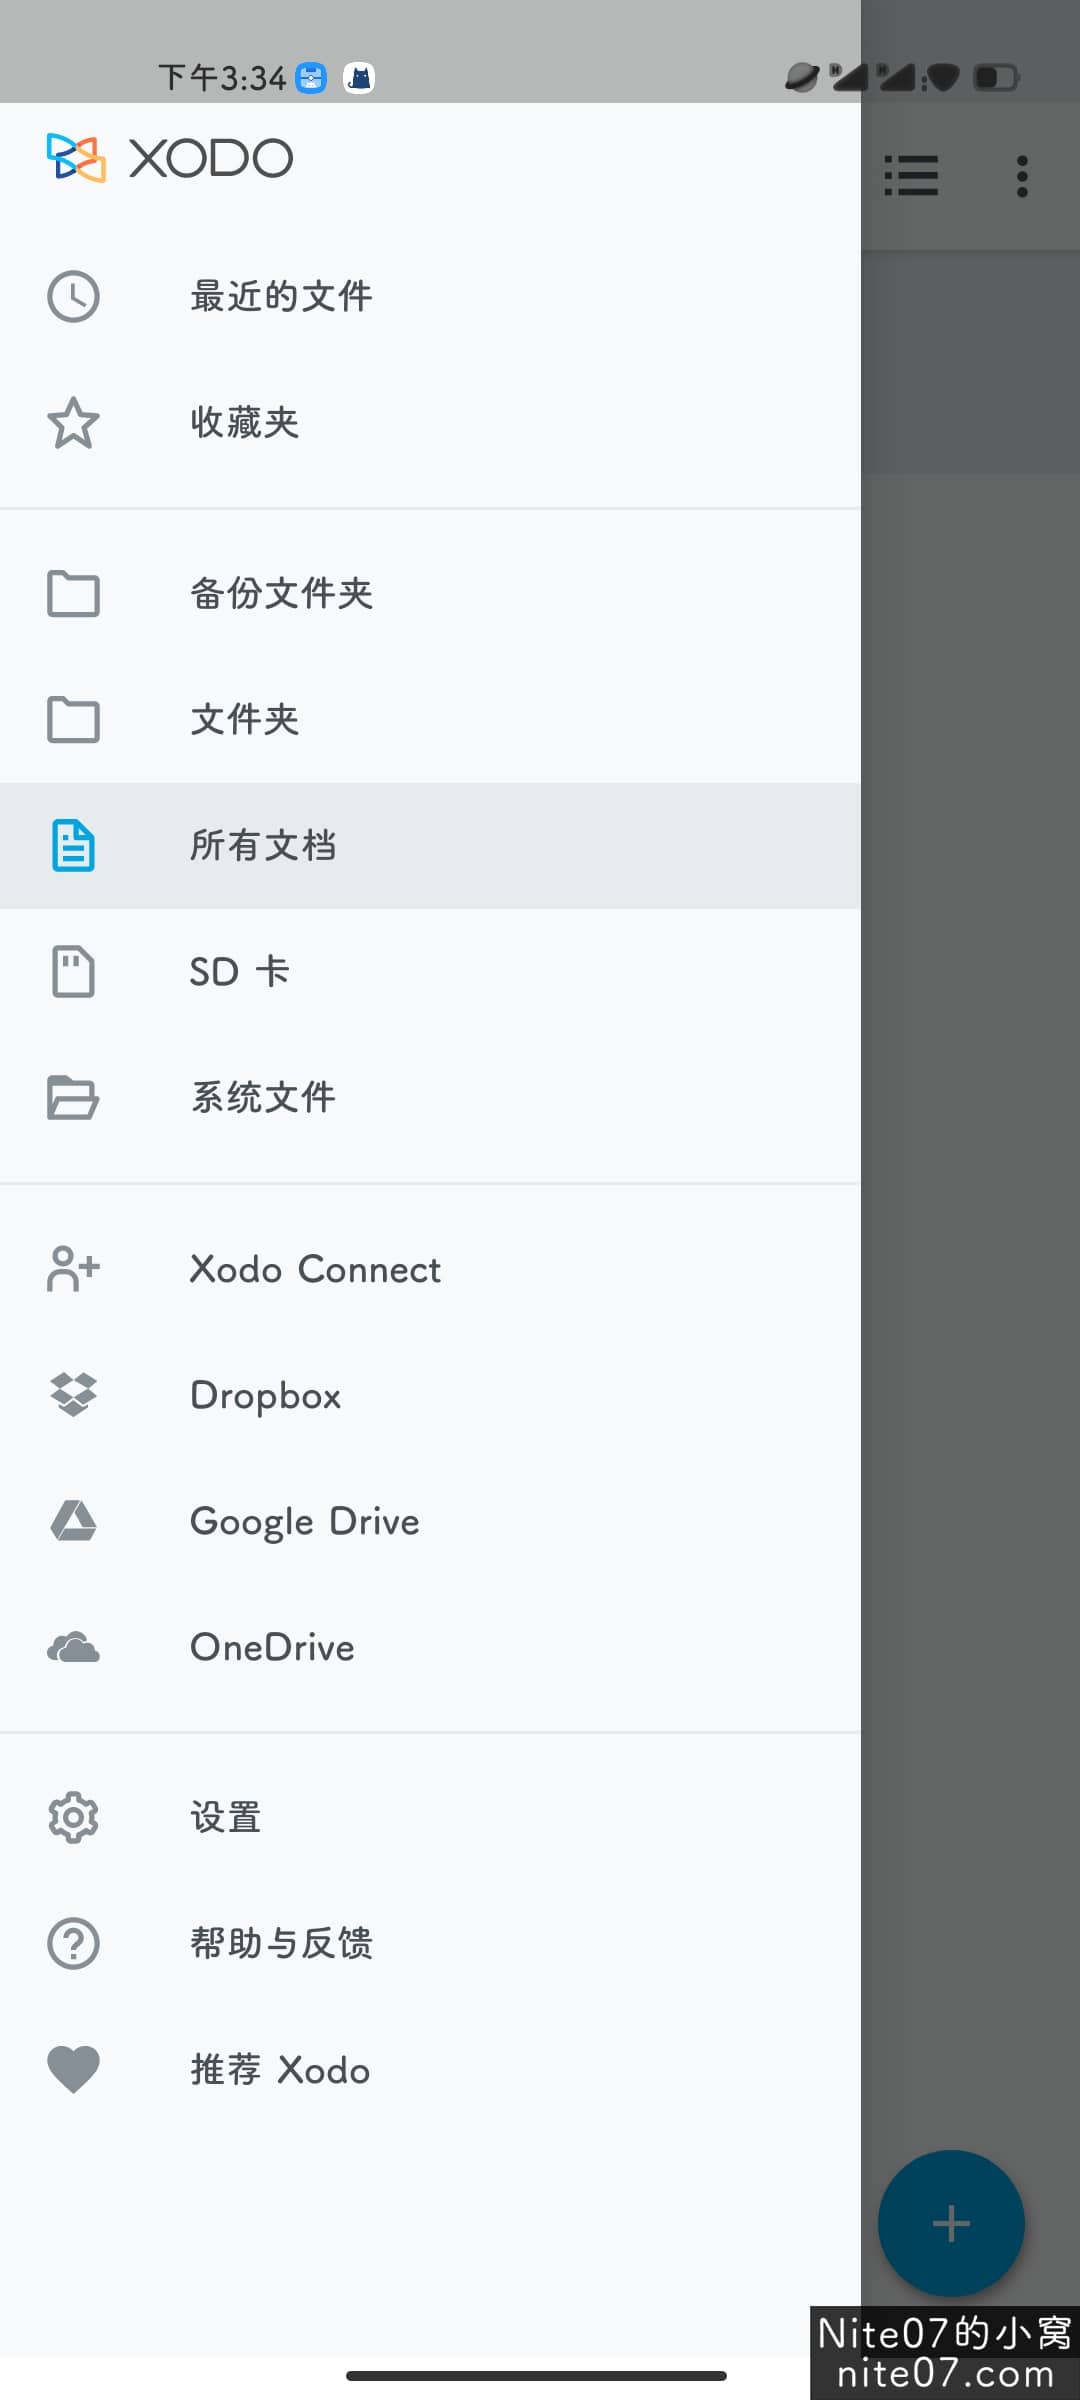 下午3:34
XODO
最近的文件
收藏夹
备份文件夹
文件夹
所有文档
SD 卡
系统文件
Xodo Connect
Dropbox
Google Drive
OneDrive
设置
帮助与反馈
推荐 Xodo
Nite07的小窝
nite07.com